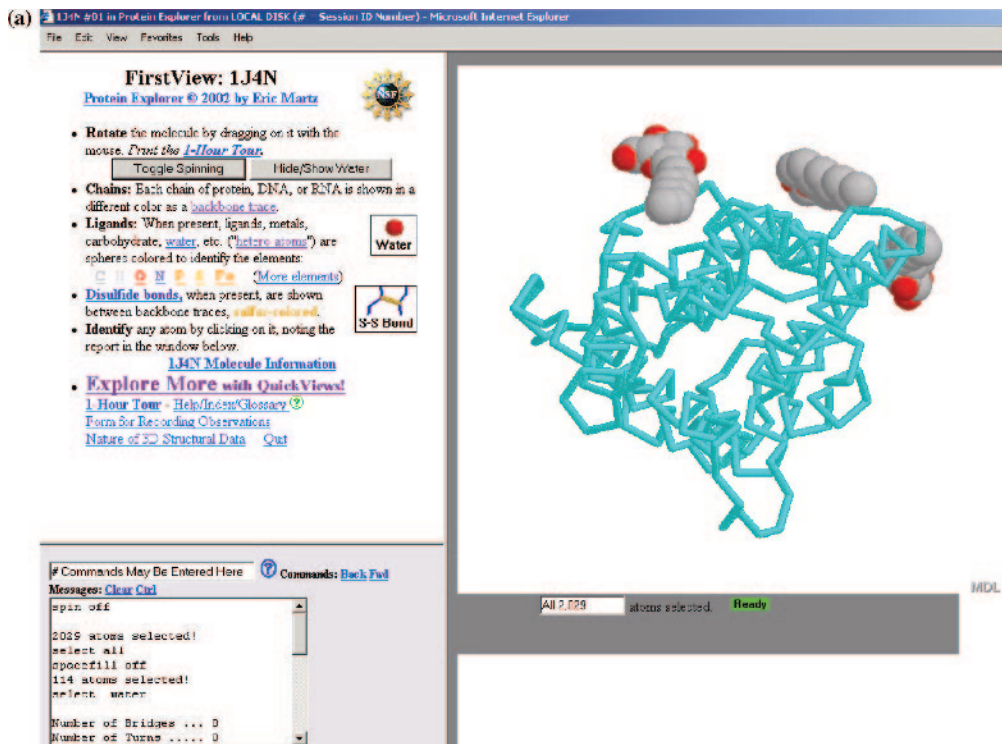 (a)
1J4N #01 in Protein Explorer from LOCAL DISK (# Session ID Number) - Microsoft Internet Explorer
File Edit View Favorites Tools Help
FirstView: 1J4N
Protein Explorer © 2002 by Eric Martz
NSF
• Rotate the molecule by dragging on it with the
mouse. Print the 1-Hour Tour.
Toggle Spinning Hide/Show Water
• Chains: Each chain of protein, DNA, or RNA is shown in a
different color as a backbone trace.
• Ligands: When present, ligands, metals,
carbohydrate, water, etc. ("hetero atoms") are
spheres colored to identify the elements:
C H O N P S Fe (More elements)
Water
• Disulfide bonds, when present, are shown
between backbone traces, sulfur-colored.
S-S Bond
• Identify any atom by clicking on it, noting the
report in the window below.
1J4N Molecule Information
• Explore More with QuickViews!
1-Hour Tour - Help/Index/Glossary ?
Form for Recording Observations
Nature of 3D Structural Data Quit
# Commands May Be Entered Here ? Commands: Back Fwd
Messages: Clear Ctrl
spin off
2029 atoms selected!
select all
spacefill off
114 atoms selected!
select water
Number of Bridges ... 0
Number of Turns ..... 0
MDL
All 2,029 atoms selected. Ready